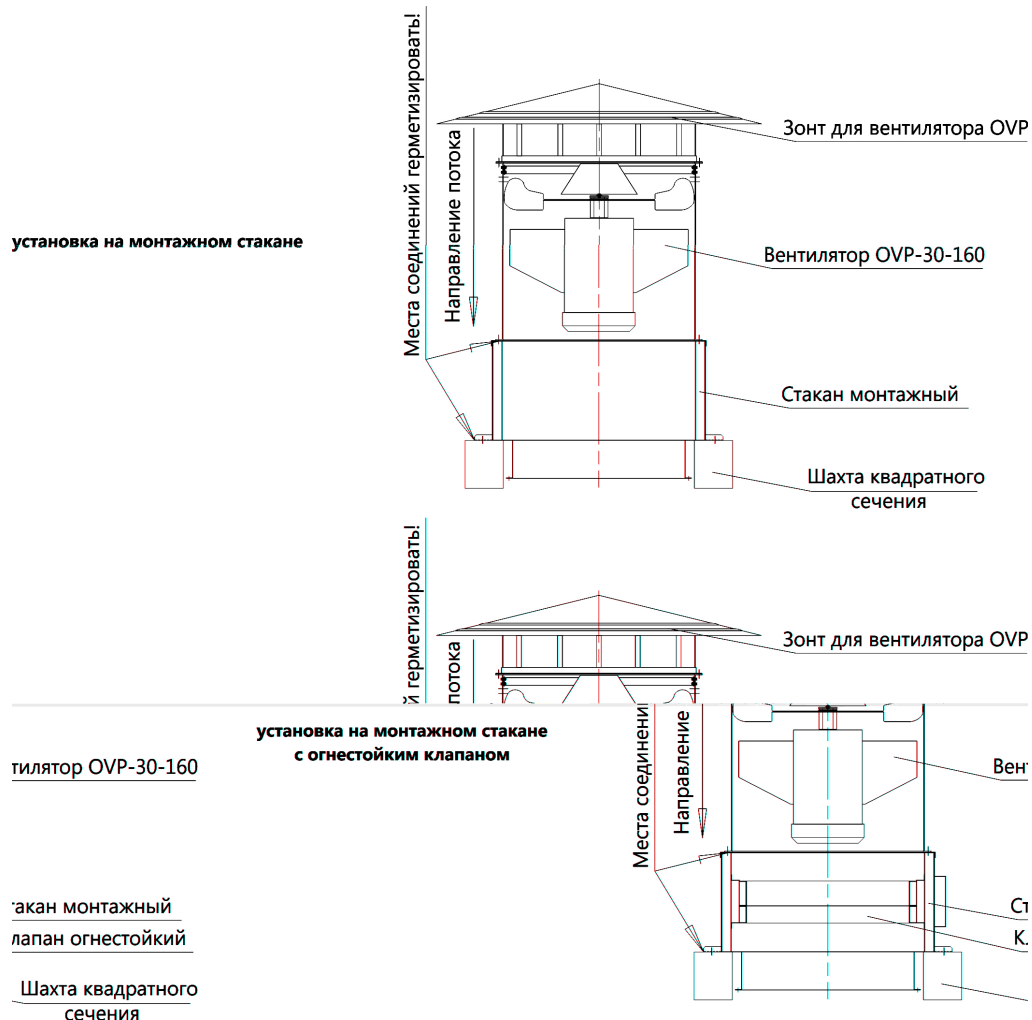 Места соединений герметизировать!
Направление потока
Зонт для вентилятора OVP
установка на монтажном стакане
Вентилятор OVP-30-160
Стакан монтажный
Шахта квадратного
сечения
й герметизировать!
потока
Зонт для вентилятора OVP
установка на монтажном стакане
с огнестойким клапаном
Места соединени
Направление
тилятор OVP-30-160
Вен
такан монтажный
Ст
лапан огнестойкий
К
Шахта квадратного
сечения